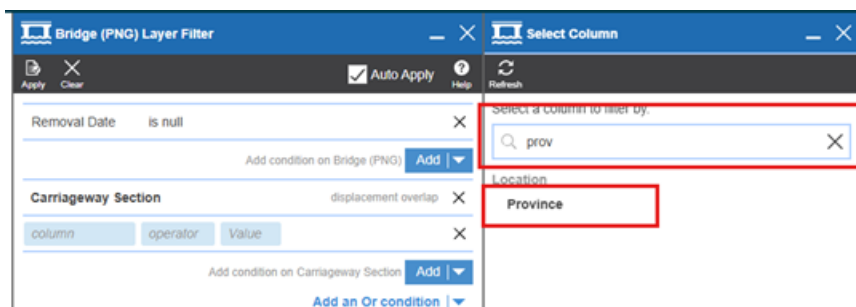 Bridge (PNG) Layer Filter
Apply
Clear
Auto Apply
Help
Removal Date is null
Add condition on Bridge (PNG) Add
Carriageway Section displacement overlap
column operator Value
Add condition on Carriageway Section Add
Add an Or condition
Select Column
Refresh
Select a column to filter by.
prov
Location
Province